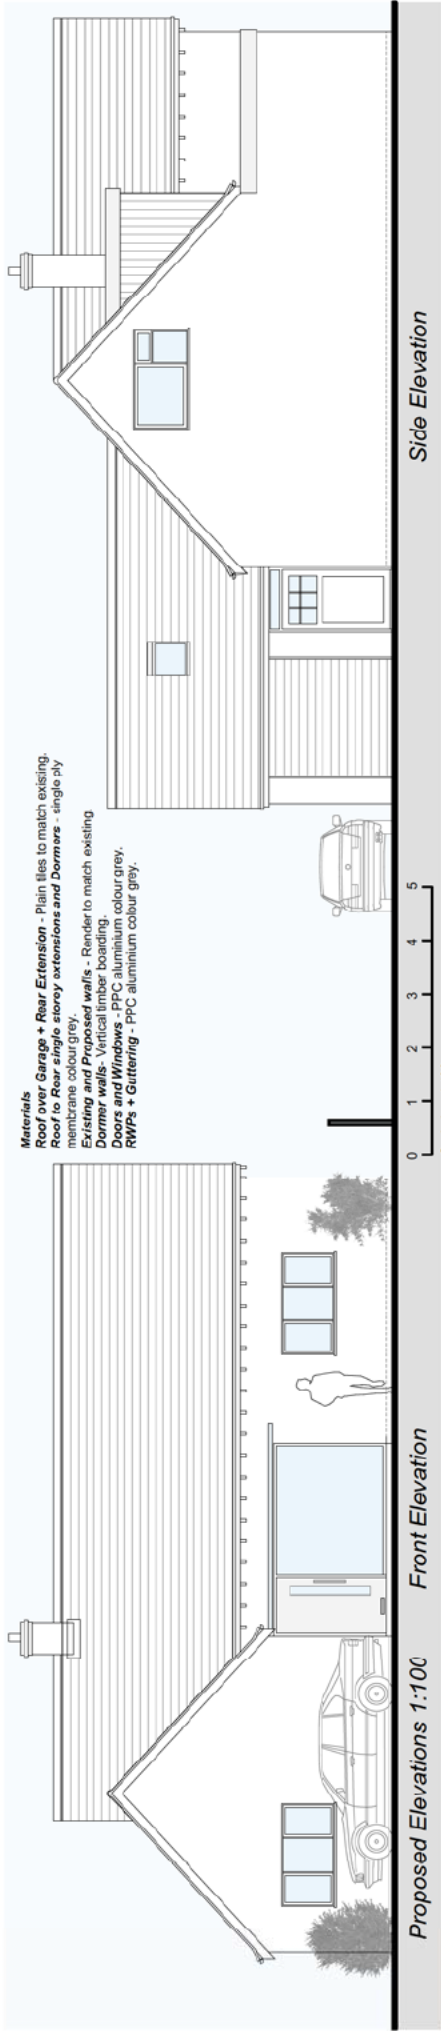 Materials
Roof over Garage + Rear Extension - Plain tiles to match existing.
Roof to Rear single storey extensions and Dormers - single ply
membrane colour grey.
Existing and Proposed walls - Render to match existing
Dormer walls- Vertical timber boarding.
Doors and Windows - PPC aluminium colour grey.
RWPs + Guttering - PPC aluminium colour grey.
0 1 2 3 4 5
Proposed Elevations 1:100
Front Elevation
Side Elevation